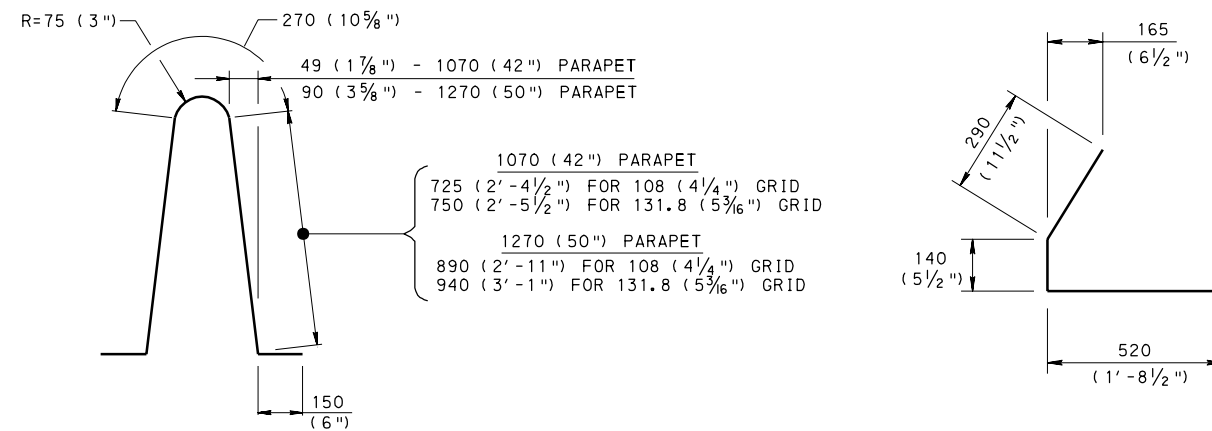 R=75 (3")
270 (10⅝")
49 (1⅞") - 1070 (42") PARAPET
90 (3⅝") - 1270 (50") PARAPET
1070 (42") PARAPET
725 (2'-4½") FOR 108 (4¼") GRID
750 (2'-5½") FOR 131.8 (5³⁄₁₆") GRID
1270 (50") PARAPET
890 (2'-11") FOR 108 (4¼") GRID
940 (3'-1") FOR 131.8 (5³⁄₁₆") GRID
150
(6")
165
(6½")
290
(11½")
140
(5½")
520
(1'-8½")